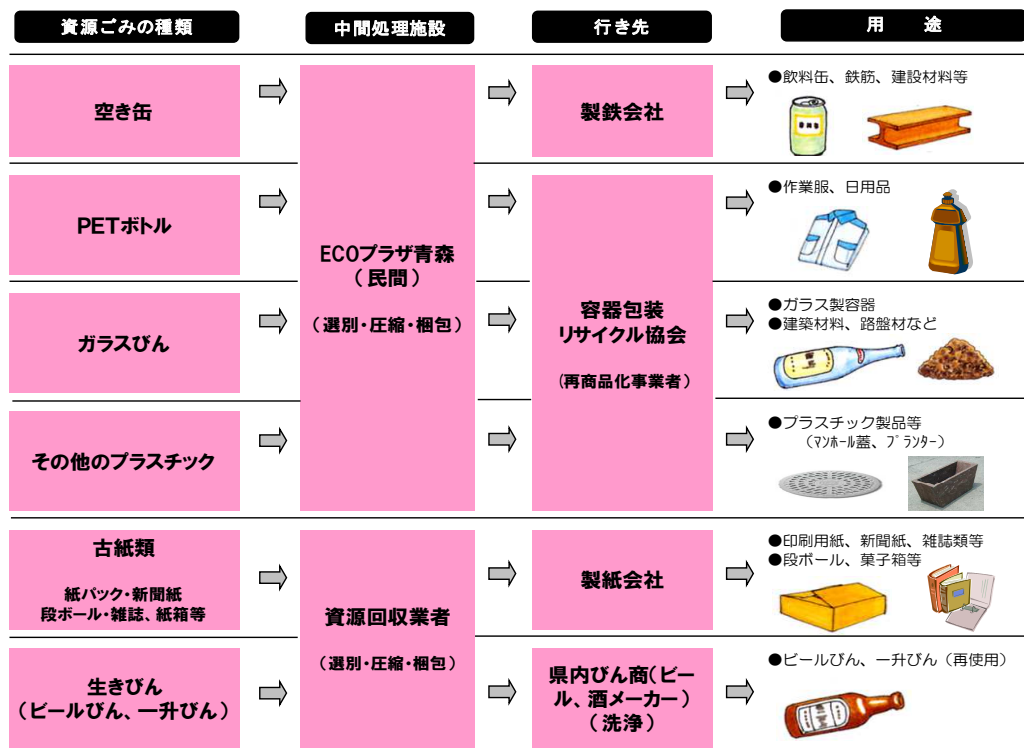 資源ごみの種類
中間処理施設
行き先
用　途
空き缶
製鉄会社
●飲料缶、鉄筋、建設材料等
PETボトル
ECOプラザ青森
（民間）
（選別・圧縮・梱包）
容器包装
リサイクル協会
（再商品化事業者）
●作業服、日用品
ガラスびん
●ガラス製容器
●建築材料、路盤材など
その他のプラスチック
●プラスチック製品等
（ﾏﾝﾎｰﾙ蓋、ﾌﾟﾗﾝﾀｰ）
古紙類
紙パック・新聞紙
段ボール・雑誌、紙箱等
資源回収業者
（選別・圧縮・梱包）
製紙会社
●印刷用紙、新聞紙、雑誌類等
●段ボール、菓子箱等
生きびん
（ビールびん、一升びん）
県内びん商（ビー
ル、酒メーカー）
（洗浄）
●ビールびん、一升びん（再使用）